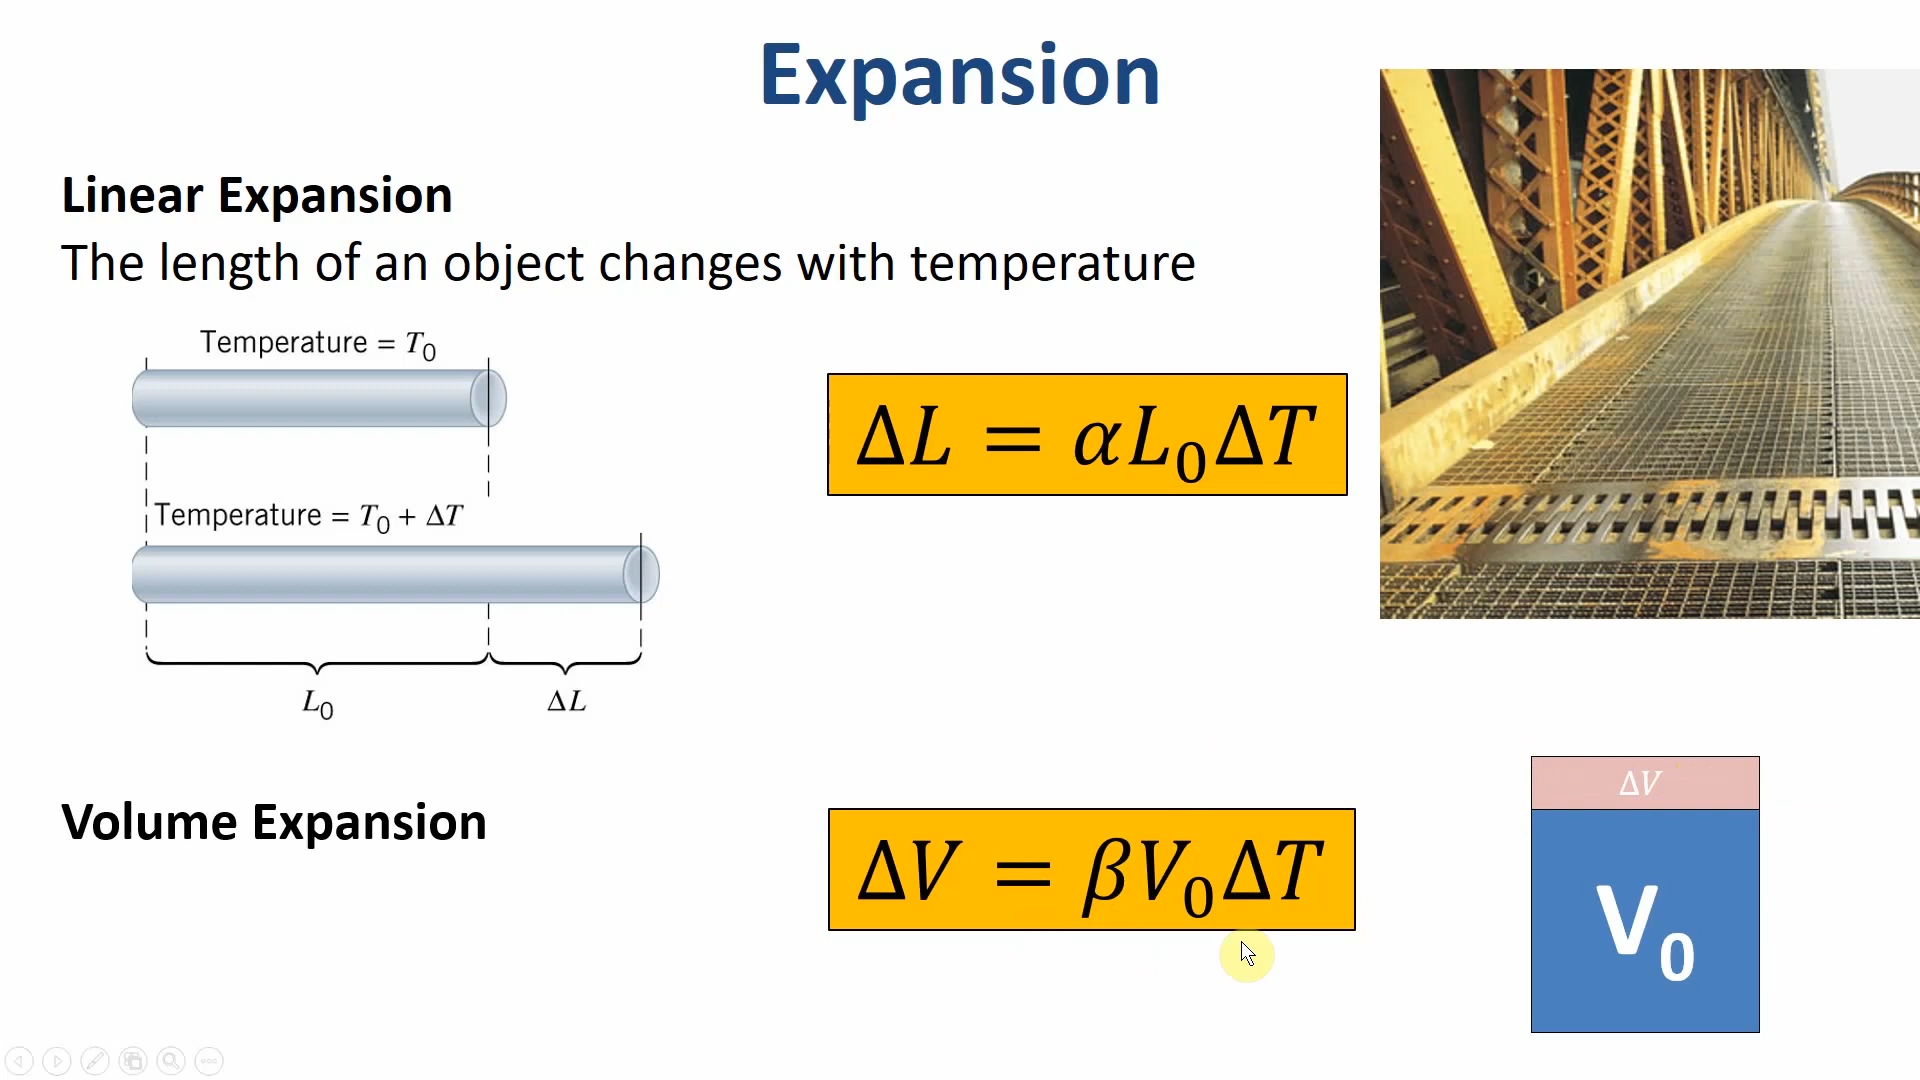 Expansion
Linear Expansion
The length of an object changes with temperature
Temperature = T₀
ΔL = αL₀ΔT
Temperature = T₀ + ΔT
L₀
ΔL
Volume Expansion
ΔV = βV₀ΔT
ΔV
V₀